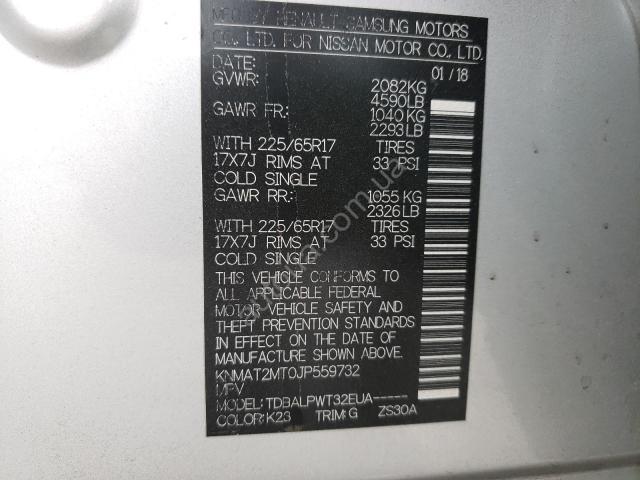 MFD BY RENAULT SAMSUNG MOTORS
CO., LTD. FOR NISSAN MOTOR CO., LTD.
DATE: 01 / 18
GVWR: 2082KG
4590LB
GAWR FR: 1040 KG
2293LB
WITH 225/65R17 TIRES
17X7J RIMS AT 33 PSI
COLD SINGLE
GAWR RR: 1055 KG
2326LB
WITH 225/65R17 TIRES
17X7J RIMS AT 33 PSI
COLD SINGLE
THIS VEHICLE CONFORMS TO
ALL APPLICABLE FEDERAL
MOTOR VEHICLE SAFETY AND
THEFT PREVENTION STANDARDS
IN EFFECT ON THE DATE OF
MANUFACTURE SHOWN ABOVE.
KNMAT2MT0JP559732
MPV
MODEL: TDBALPWT32EUA-----
COLOR: K23 TRIM: G ZS30A